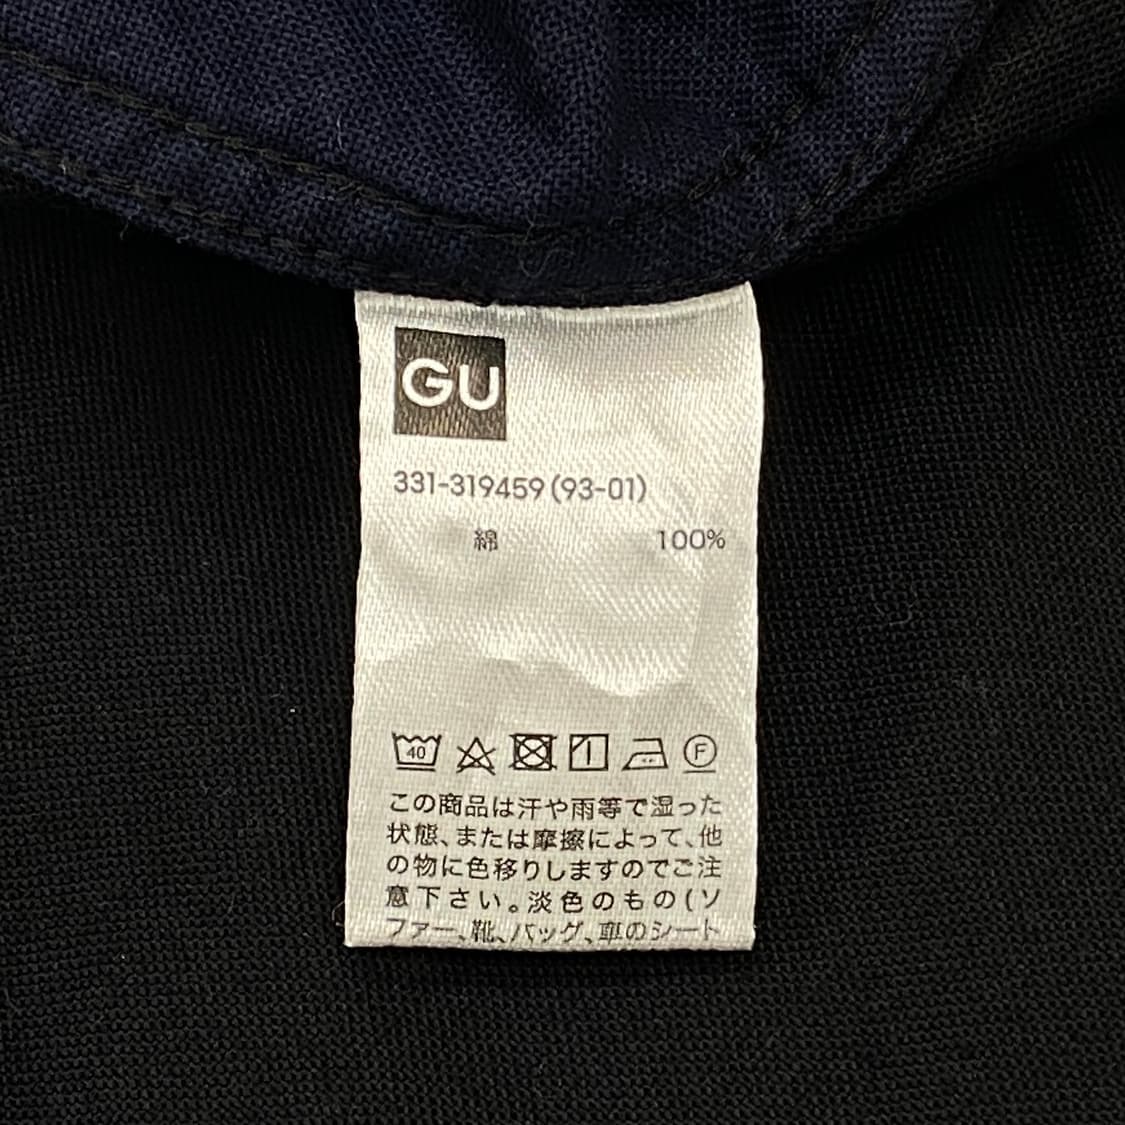 GU
331-319459(93-01)
綿 100%
40
F
この商品は汗や雨等で湿った
状態、または摩擦によって、他
の物に色移りしますのでご注
意下さい。淡色のもの(ソ
ファー、靴、バッグ、車のシート